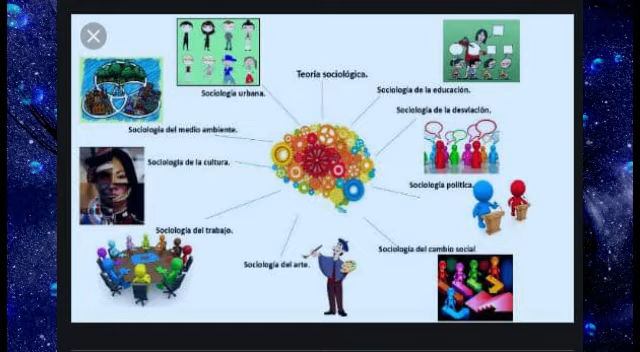 Teoría sociológica.
Sociología de la educación.
Sociología urbana.
Sociología de la desviación.
Sociología del medio ambiente.
Sociología de la cultura.
Sociología política.
Sociología del trabajo.
Sociología del cambio social
Sociología del arte.